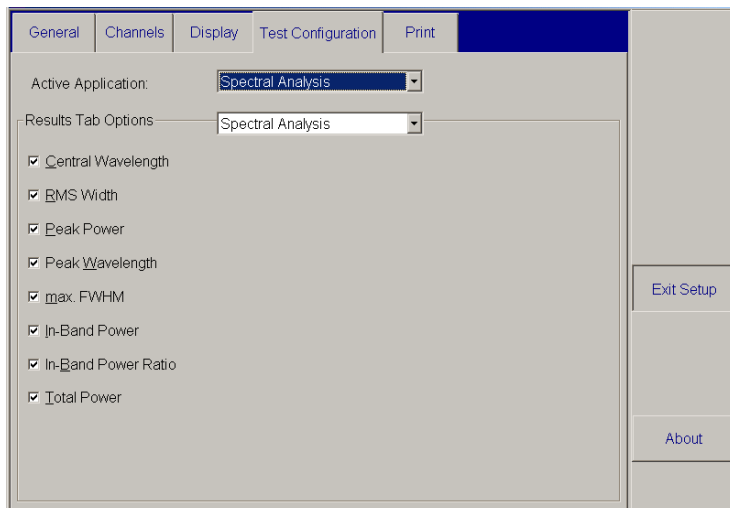 General Channels Display Test Configuration Print
Active Application: Spectral Analysis
Results Tab Options Spectral Analysis
Central Wavelength
RMS Width
Peak Power
Peak Wavelength
max. FWHM
In-Band Power
In-Band Power Ratio
Total Power
Exit Setup
About